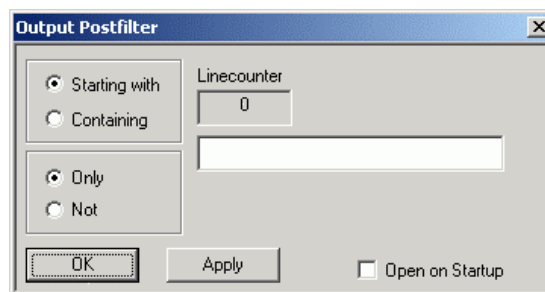 Output Postfilter
Starting with
Containing
Linecounter
0
Only
Not
OK
Apply
Open on Startup